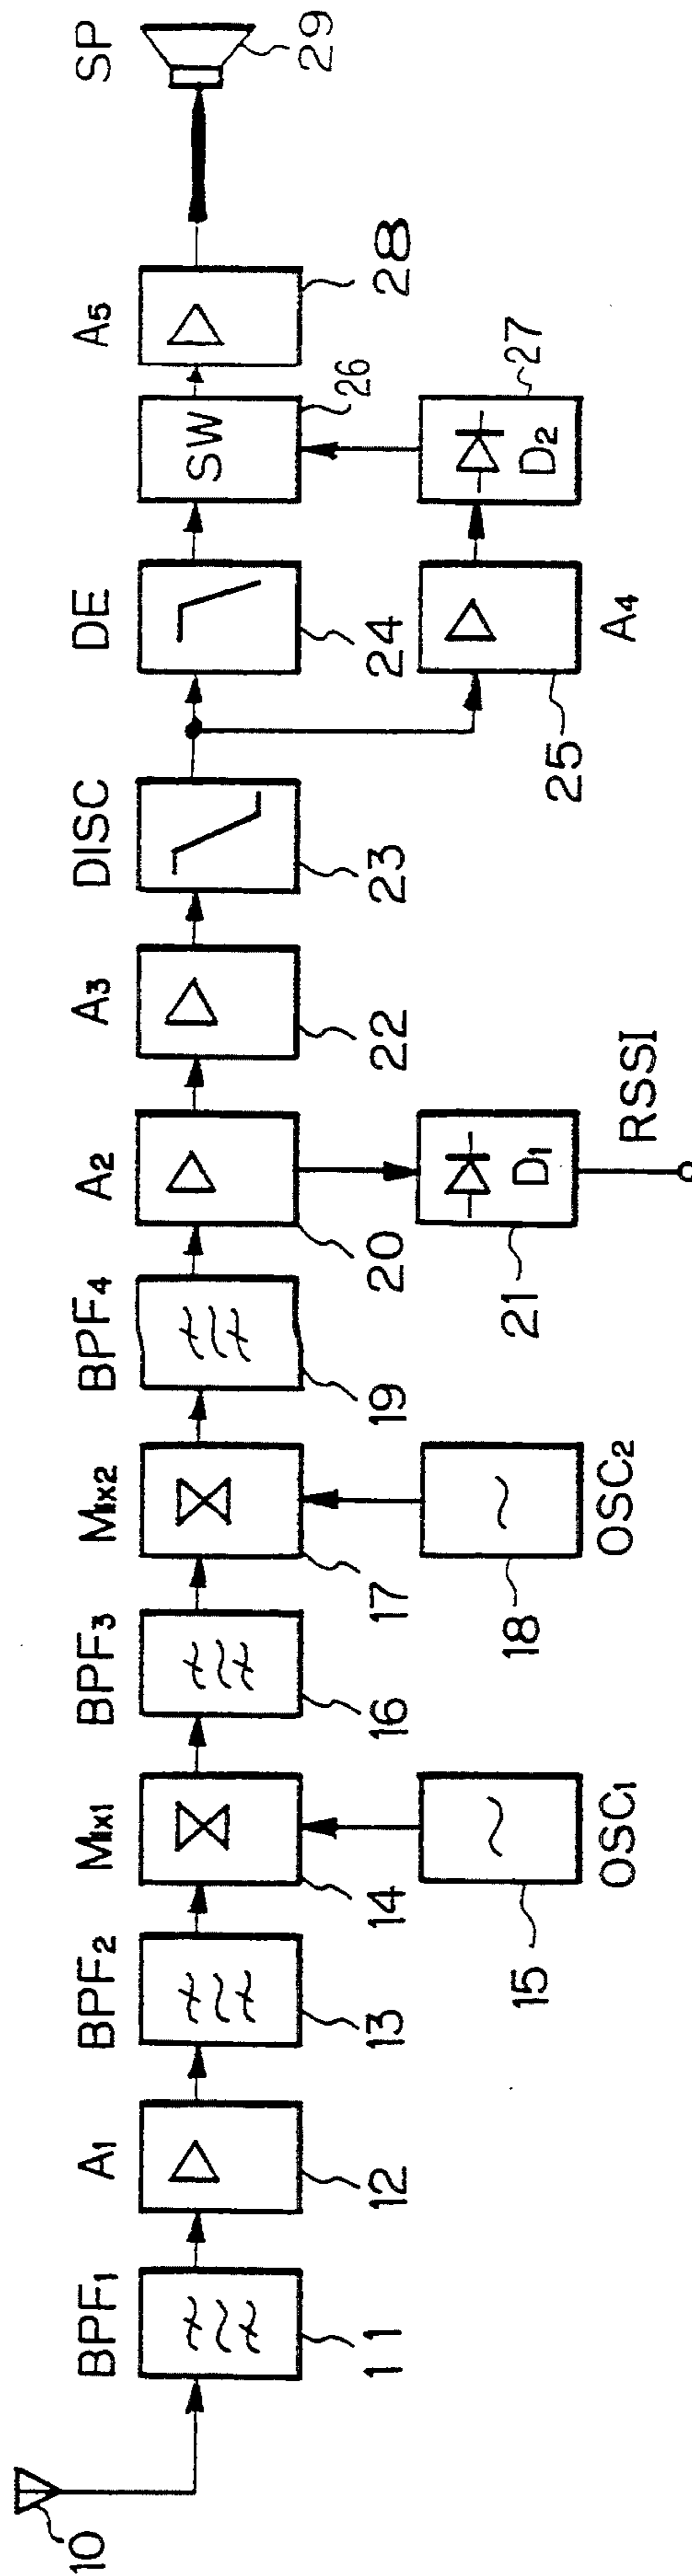 BPF1 A1 BPF2 Mix1 BPF3 Mix2 BPF4 A2 A3 DISC DE A5 SP
SW
10 11 12 13 14 16 17 19 20 22 23 24 26 28 29
D1 D2
15 18 21 25 27
OSC1 OSC2 RSSI A4